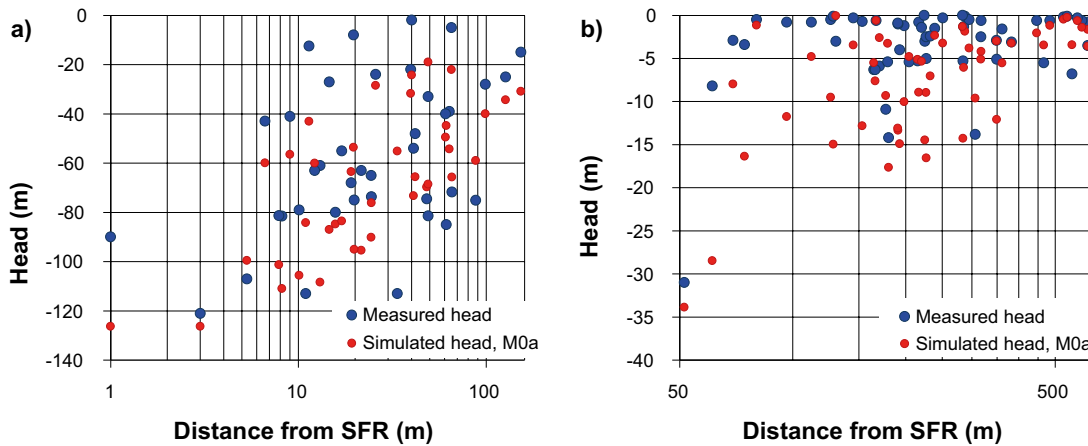 a)
Head (m)
0
-20
-40
-60
-80
-100
-120
-140
1
10
100
Distance from SFR (m)
Measured head
Simulated head, M0a
b)
Head (m)
0
-5
-10
-15
-20
-25
-30
-35
-40
50
500
Distance from SFR (m)
Measured head
Simulated head, M0a